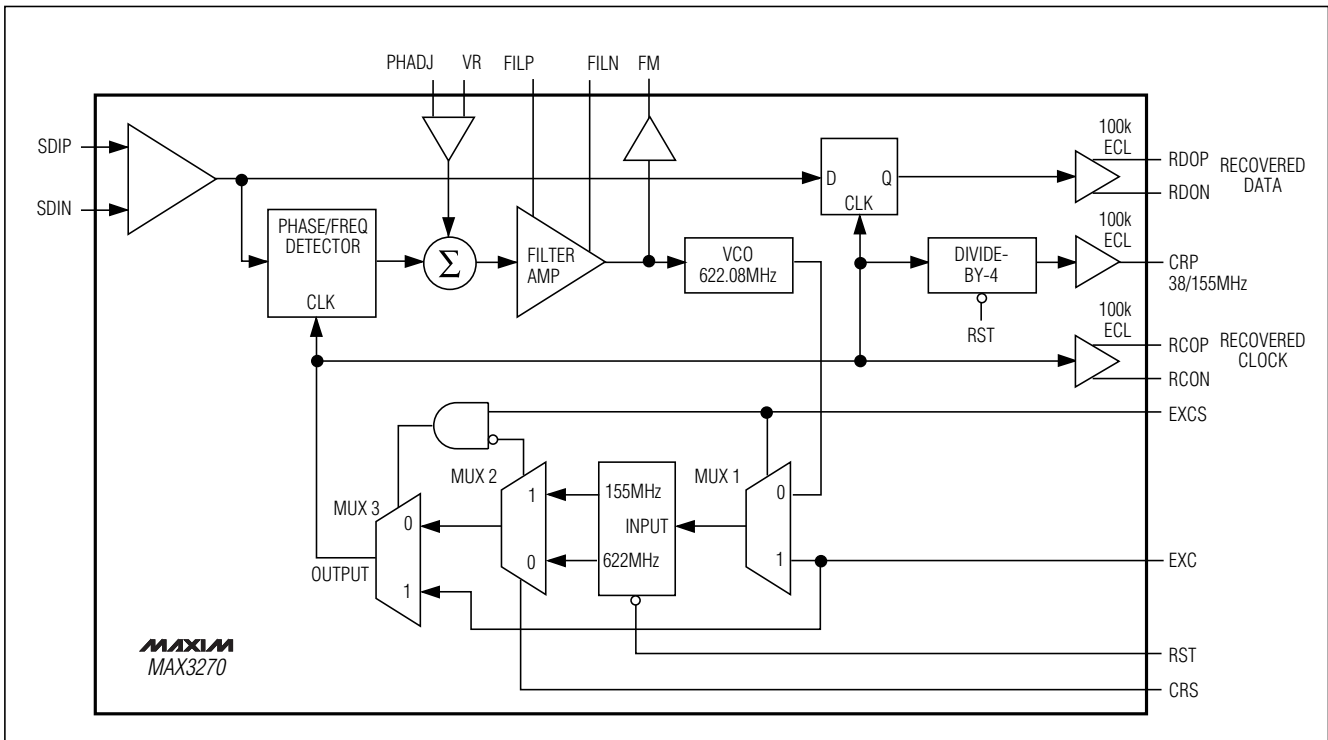 PHADJ VR FILP FILN FM
SDIP
SDIN
PHASE/FREQ
DETECTOR
CLK
Σ
FILTER
AMP
VCO
622.08MHz
D Q
CLK
100k
ECL
RDOP
RDON
RECOVERED
DATA
DIVIDE-
BY-4
RST
100k
ECL
CRP
38/155MHz
100k
ECL
RCOP
RCON
RECOVERED
CLOCK
EXCS
MUX 3
0
1
OUTPUT
MUX 2
1
0
155MHz
INPUT
622MHz
MUX 1
0
1
EXC
RST
CRS
MAXIM
MAX3270